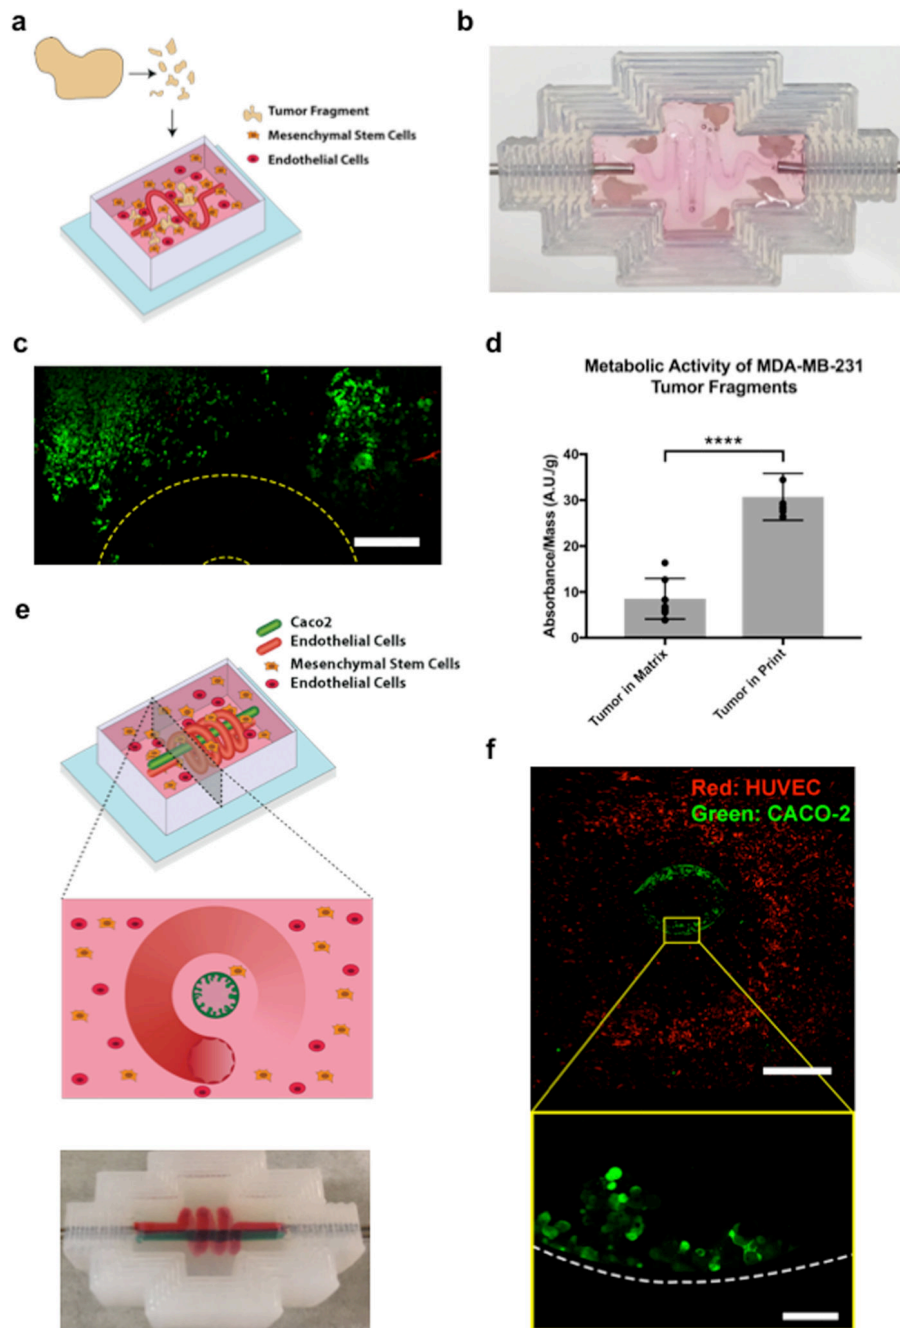 a
Tumor Fragment
Mesenchymal Stem Cells
Endothelial Cells
b
c
d
Metabolic Activity of MDA-MB-231
Tumor Fragments
****
Absorbance/Mass (A.U./g)
40
30
20
10
0
Tumor in Matrix
Tumor in Print
e
Caco2
Endothelial Cells
Mesenchymal Stem Cells
Endothelial Cells
f
Red: HUVEC
Green: CACO-2